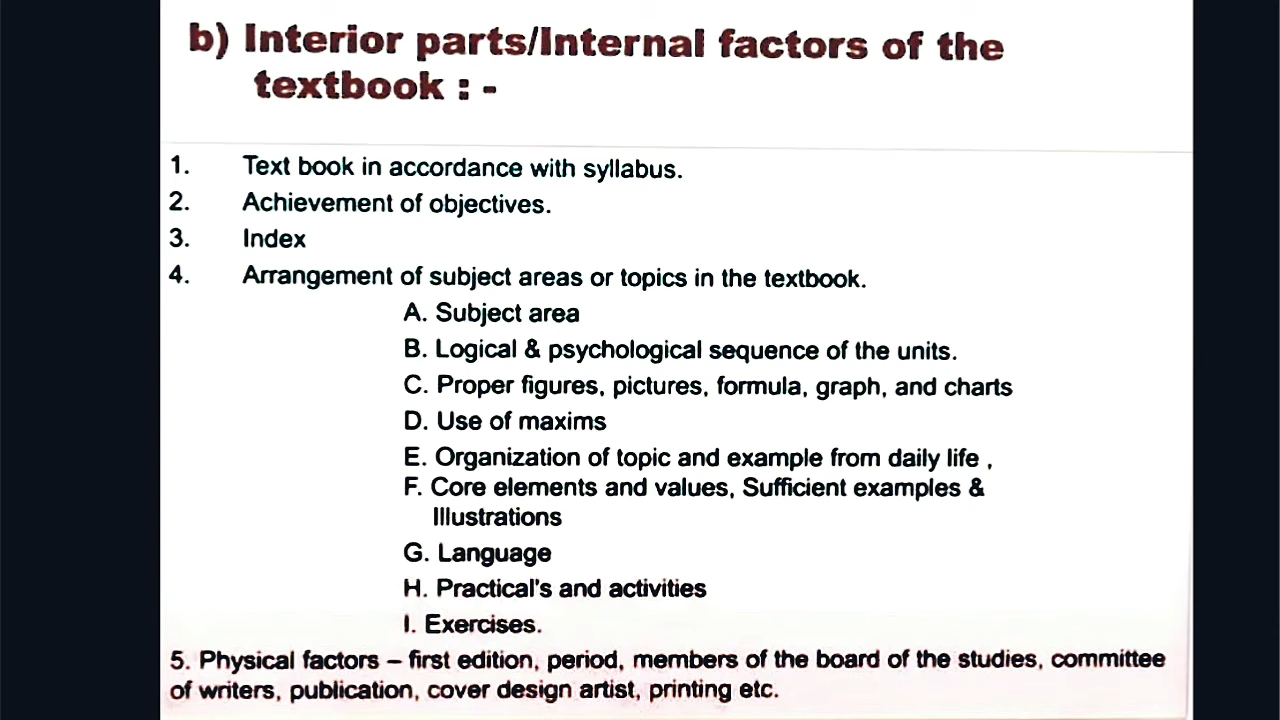 b) Interior parts/Internal factors of the
textbook : -
1. Text book in accordance with syllabus.
2. Achievement of objectives.
3. Index
4. Arrangement of subject areas or topics in the textbook.
A. Subject area
B. Logical & psychological sequence of the units.
C. Proper figures, pictures, formula, graph, and charts
D. Use of maxims
E. Organization of topic and example from daily life ,
F. Core elements and values, Sufficient examples &
Illustrations
G. Language
H. Practical's and activities
I. Exercises.
5. Physical factors – first edition, period, members of the board of the studies, committee
of writers, publication, cover design artist, printing etc.